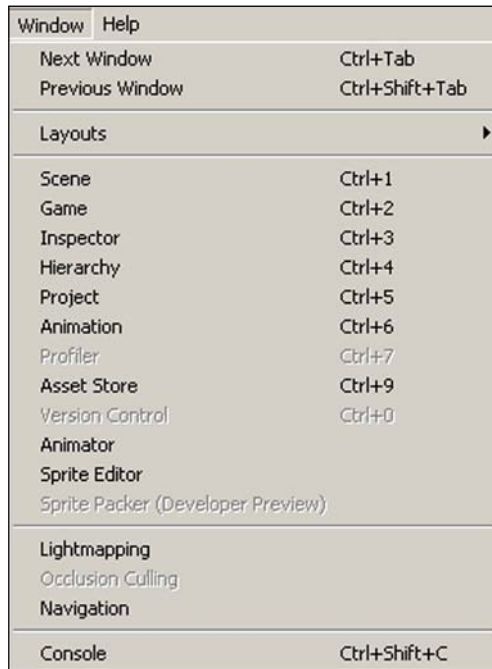 Window Help
Next Window Ctrl+Tab
Previous Window Ctrl+Shift+Tab
Layouts
Scene Ctrl+1
Game Ctrl+2
Inspector Ctrl+3
Hierarchy Ctrl+4
Project Ctrl+5
Animation Ctrl+6
Profiler Ctrl+7
Asset Store Ctrl+9
Version Control Ctrl+0
Animator
Sprite Editor
Sprite Packer (Developer Preview)
Lightmapping
Occlusion Culling
Navigation
Console Ctrl+Shift+C